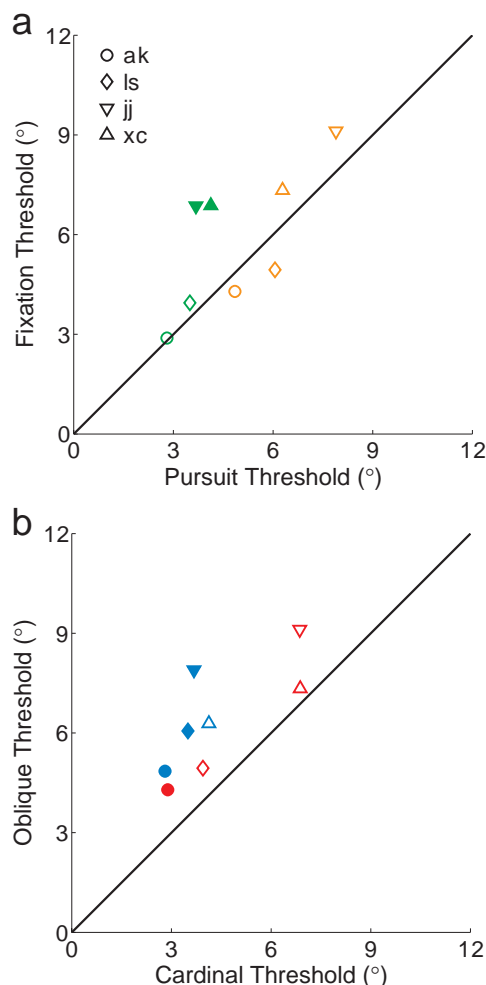 a
12
ak
ls
jj
xc
9
6
3
0
Fixation Threshold (°)
0 3 6 9 12
Pursuit Threshold (°)
b
12
9
6
3
0
Oblique Threshold (°)
0 3 6 9 12
Cardinal Threshold (°)